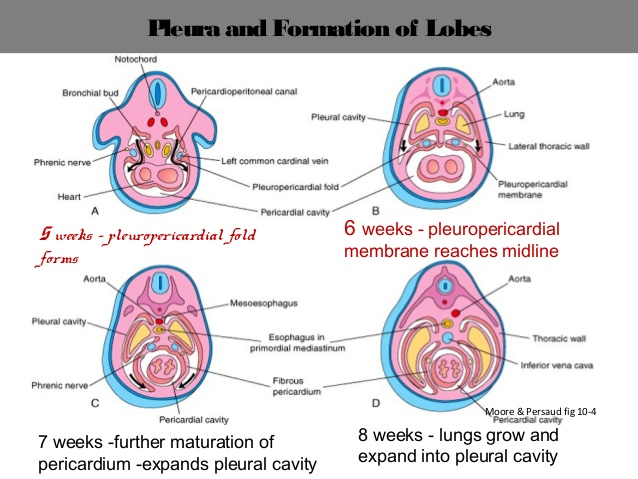 Pleura and Formation of Lobes
Notochord
Bronchial bud
Pericardioperitoneal canal
Phrenic nerve
Left common cardinal vein
Pleuropericardial fold
Heart
Pericardial cavity
A
Aorta
Pleural cavity
Lung
Lateral thoracic wall
Pleuropericardial
membrane
B
5 weeks - pleuropericardial fold
forms
6 weeks - pleuropericardial
membrane reaches midline
Aorta
Mesoesophagus
Pleural cavity
Esophagus in
primordial mediastinum
Phrenic nerve
Fibrous
pericardium
C
Pericardial cavity
Aorta
Thoracic wall
Inferior vena cava
D
Moore & Persaud fig 10-4
Pericardial cavity
7 weeks -further maturation of
pericardium -expands pleural cavity
8 weeks - lungs grow and
expand into pleural cavity